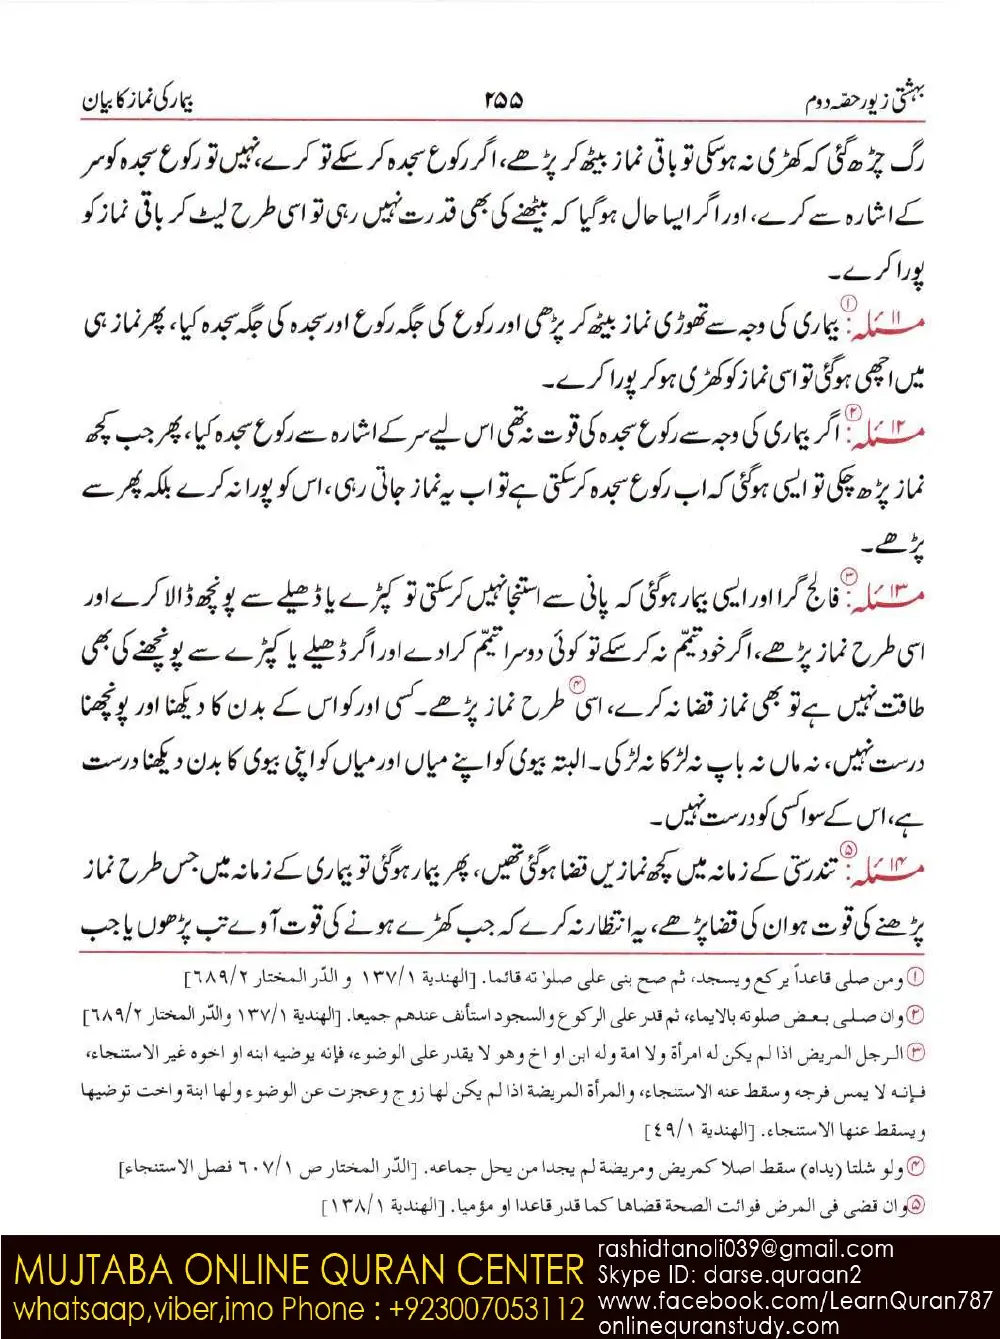 بہشتی زیور حصّہ دوم ۲۵۵ بیمار کی نماز کا بیان
رگ چڑھ گئی کہ کھڑی نہ ہو سکی تو باقی نماز بیٹھ کر پڑھے، اگر رکوع سجدہ کر سکے تو کرے، نہیں تو رکوع سجدہ کو سر
کے اشارہ سے کرے، اور اگر ایسا حال ہو گیا کہ بیٹھنے کی بھی قدرت نہیں رہی تو اسی طرح لیٹ کر باقی نماز کو
پورا کرے۔
مسئلہ ۱۱:① بیماری کی وجہ سے تھوڑی نماز بیٹھ کر پڑھی اور رکوع کی جگہ رکوع اور سجدہ کی جگہ سجدہ کیا، پھر نماز ہی
میں اچھی ہو گئی تو اسی نماز کو کھڑی ہو کر پورا کرے۔
مسئلہ ۱۲:② اگر بیماری کی وجہ سے رکوع سجدہ کی قوت نہ تھی اس لیے سر کے اشارہ سے رکوع سجدہ کیا، پھر جب کچھ
نماز پڑھ چکی تو ایسی ہو گئی کہ اب رکوع سجدہ کر سکتی ہے تو اب یہ نماز جاتی رہی، اس کو پورا نہ کرے بلکہ پھر سے
پڑھے۔
مسئلہ ۱۳:③ فالج گرا اور ایسی بیمار ہو گئی کہ پانی سے استنجا نہیں کر سکتی تو کپڑے یا ڈھیلے سے پونچھ ڈالا کرے اور
اسی طرح نماز پڑھے، اگر خود تیمّم نہ کر سکے تو کوئی دوسرا تیمّم کرا دے اور اگر ڈھیلے یا کپڑے سے پونچھنے کی بھی
طاقت نہیں ہے تو بھی نماز قضا نہ کرے، اسی④ طرح نماز پڑھے۔ کسی اور کو اس کے بدن کا دیکھنا اور پونچھنا
درست نہیں، نہ ماں نہ باپ نہ لڑکا نہ لڑکی۔ البتہ بیوی کو اپنے میاں اور میاں کو اپنی بیوی کا بدن دیکھنا درست
ہے، اس کے سوا کسی کو درست نہیں۔
مسئلہ ۱۴:⑤ تندرستی کے زمانہ میں کچھ نمازیں قضا ہو گئی تھیں، پھر بیمار ہو گئی تو بیماری کے زمانہ میں جس طرح نماز
پڑھنے کی قوت ہو ان کی قضا پڑھے، یہ انتظار نہ کرے کہ جب کھڑے ہونے کی قوت آوے تب پڑھوں یا جب
① ومن صلی قاعداً یرکع ویسجد، ثم صح بنی علی صلوٰته قائما. [الهندية ١/١٣٧ و الدّر المختار ٢/٦٨٩]
② وان صلی بعض صلوته بالایماء، ثم قدر علی الرکوع والسجود استأنف عندهم جمیعا. [الهندية ١/١٣٧ والدّر المختار ٢/٦٨٩]
③ الرجل المریض اذا لم یکن له امرأة ولا امة وله ابن او اخ وهو لا یقدر علی الوضوء، فإنه یوضیه ابنه او اخوه غیر الاستنجاء،
فإنه لا یمس فرجه وسقط عنه الاستنجاء، والمرأة المریضة اذا لم یکن لها زوج وعجزت عن الوضوء ولها ابنة واخت توضیها
ویسقط عنها الاستنجاء. [الهندية ١/٤٩]
④ ولو شلتا (یداه) سقط اصلا کمریض ومریضة لم یجدا من یحل جماعه. [الدّر المختار ص ١/٦٠٧ فصل الاستنجاء]
⑤ وان قضی فی المرض فوائت الصحة قضاها کما قدر قاعدا او مؤمیا. [الهندية ١/١٣٨]
MUJTABA ONLINE QURAN CENTER
whatsaap,viber,imo Phone : +923007053112
rashidtanoli039@gmail.com
Skype ID: darse.quraan2
www.facebook.com/LearnQuran787
onlinequranstudy.com